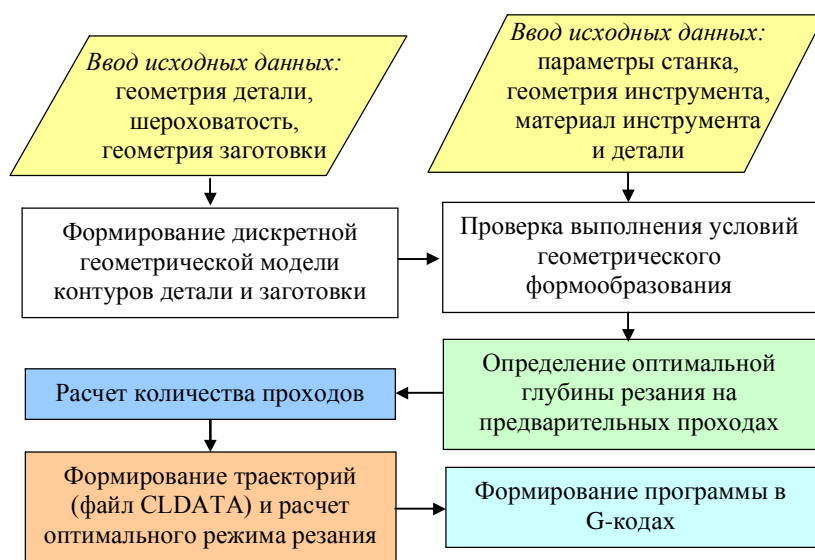 Ввод исходных данных:
геометрия детали,
шероховатость,
геометрия заготовки
Ввод исходных данных:
параметры станка,
геометрия инструмента,
материал инструмента
и детали
Формирование дискретной
геометрической модели
контуров детали и заготовки
Проверка выполнения условий
геометрического
формообразования
Определение оптимальной
глубины резания на
предварительных проходах
Расчет количества проходов
Формирование траекторий
(файл CLDATA) и расчет
оптимального режима резания
Формирование программы в
G-кодах